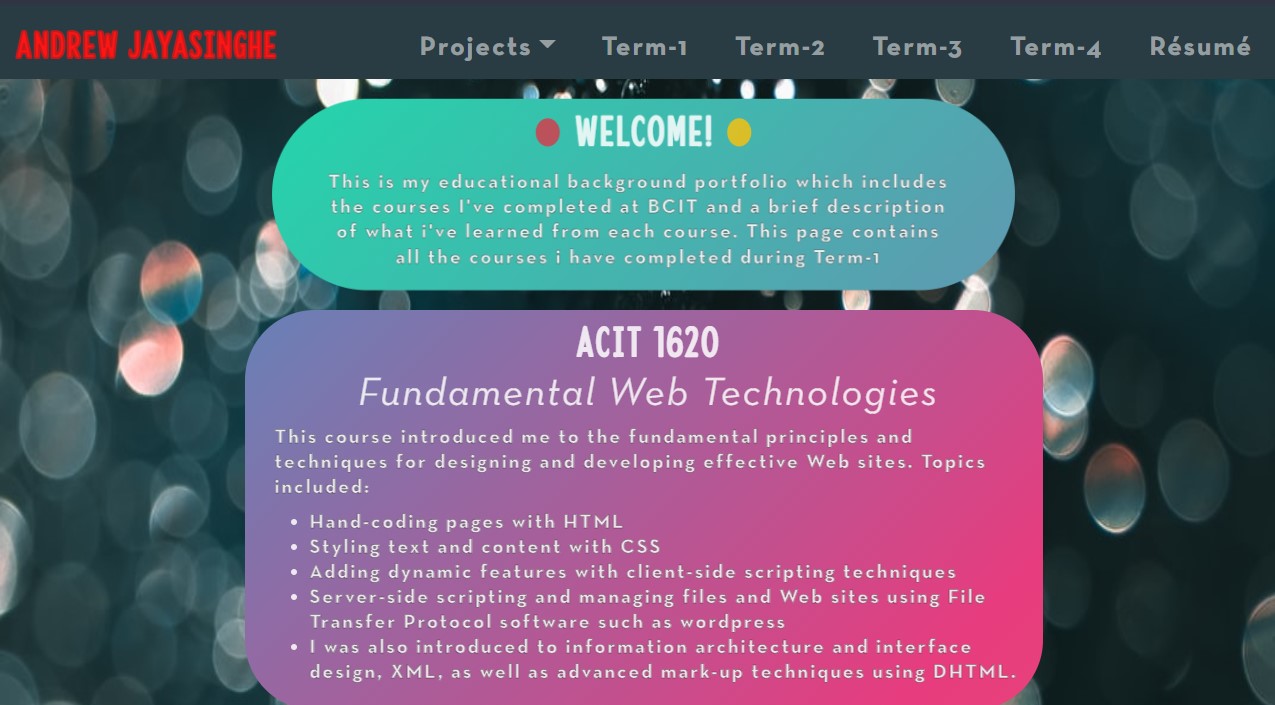 ANDREW JAYASINGHE
Projects Term-1 Term-2 Term-3 Term-4 Résumé
WELCOME!
This is my educational background portfolio which includes
the courses I've completed at BCIT and a brief description
of what i've learned from each course. This page contains
all the courses i have completed during Term-1
ACIT 1620
Fundamental Web Technologies
This course introduced me to the fundamental principles and
techniques for designing and developing effective Web sites. Topics
included:
• Hand-coding pages with HTML
• Styling text and content with CSS
• Adding dynamic features with client-side scripting techniques
• Server-side scripting and managing files and Web sites using File
Transfer Protocol software such as wordpress
• I was also introduced to information architecture and interface
design, XML, as well as advanced mark-up techniques using DHTML.